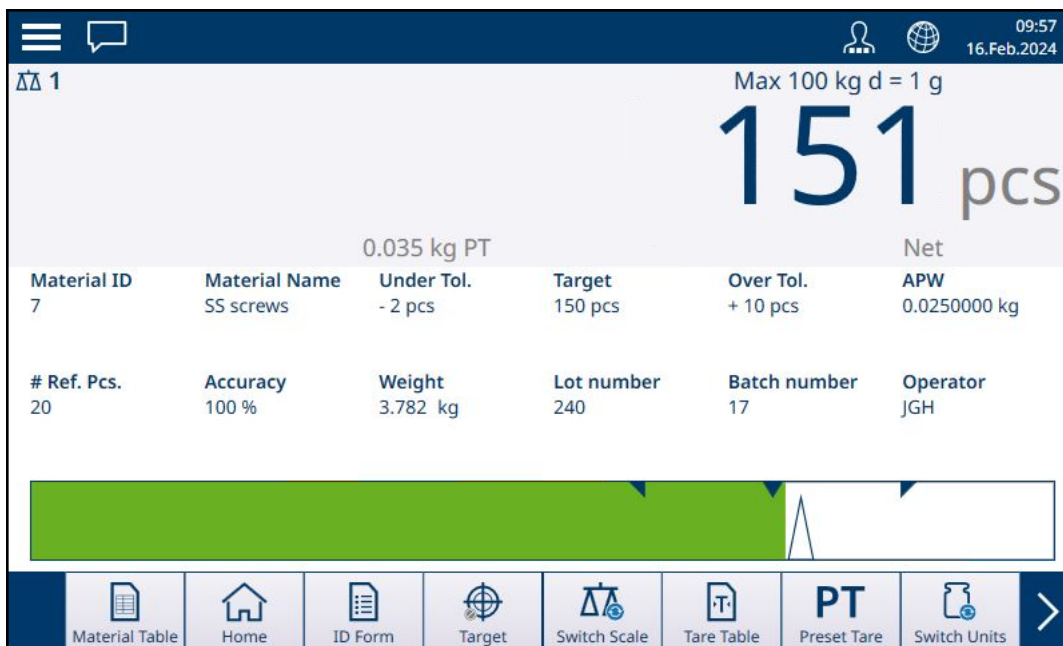 09:57
16.Feb.2024
1
Max 100 kg d = 1 g
151 pcs
0.035 kg PT Net
Material ID Material Name Under Tol. Target Over Tol. APW
7 SS screws - 2 pcs 150 pcs + 10 pcs 0.0250000 kg
# Ref. Pcs. Accuracy Weight Lot number Batch number Operator
20 100 % 3.782 kg 240 17 JGH
T PT
Material Table Home ID Form Target Switch Scale Tare Table Preset Tare Switch Units